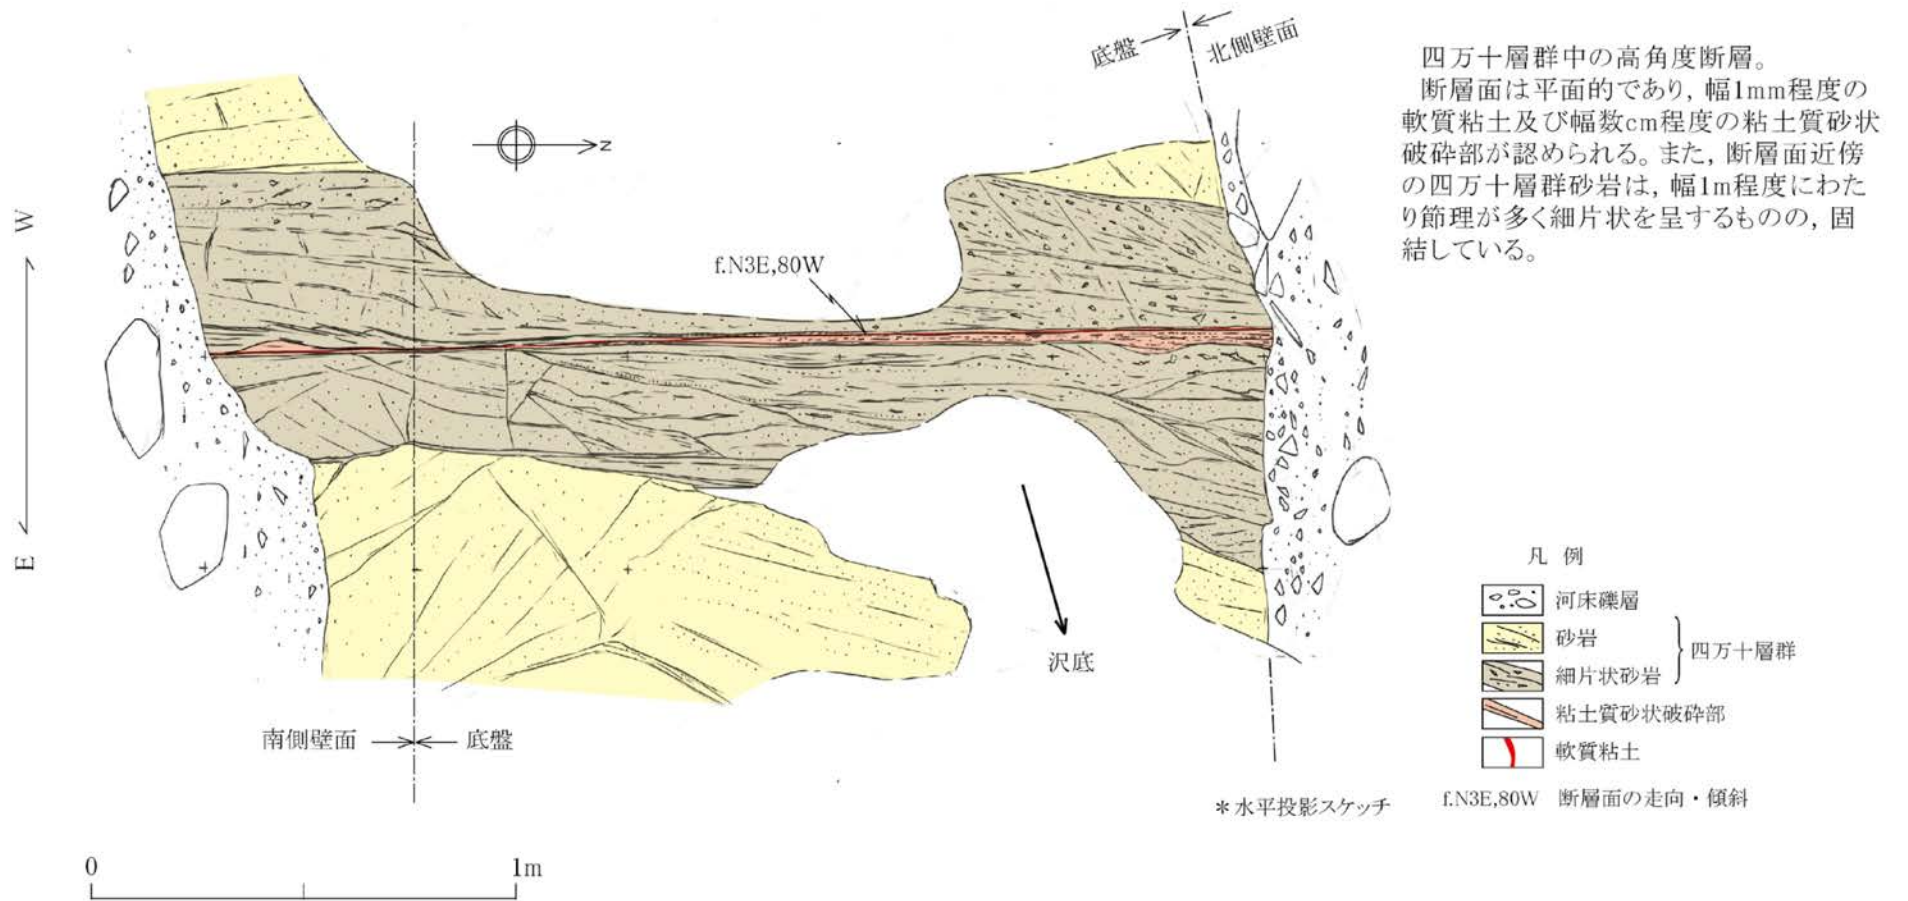 底盤
北側壁面
四万十層群中の高角度断層。
断層面は平面的であり，幅1mm程度の
軟質粘土及び幅数cm程度の粘土質砂状
破砕部が認められる。また，断層面近傍
の四万十層群砂岩は，幅1m程度にわた
り節理が多く細片状を呈するものの，固
結している。
N
W
E
f.N3E,80W
沢底
南側壁面
底盤
凡 例
河床礫層
砂岩
細片状砂岩
四万十層群
粘土質砂状破砕部
軟質粘土
f.N3E,80W 断層面の走向・傾斜
＊水平投影スケッチ
0 1m